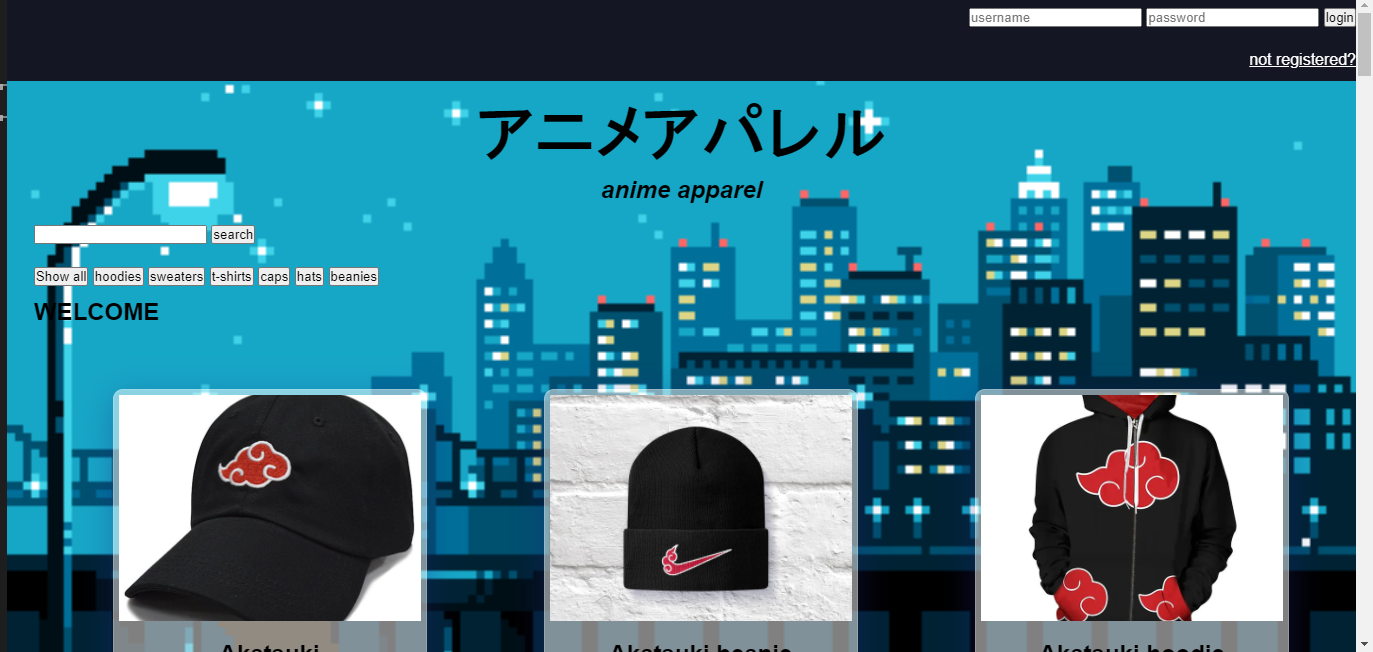 username password login
not registered?
アニメアパレル
anime apparel
search
Show all hoodies sweaters t-shirts caps hats beanies
WELCOME
Akatsuki Akatsuki beanie Akatsuki hoodie